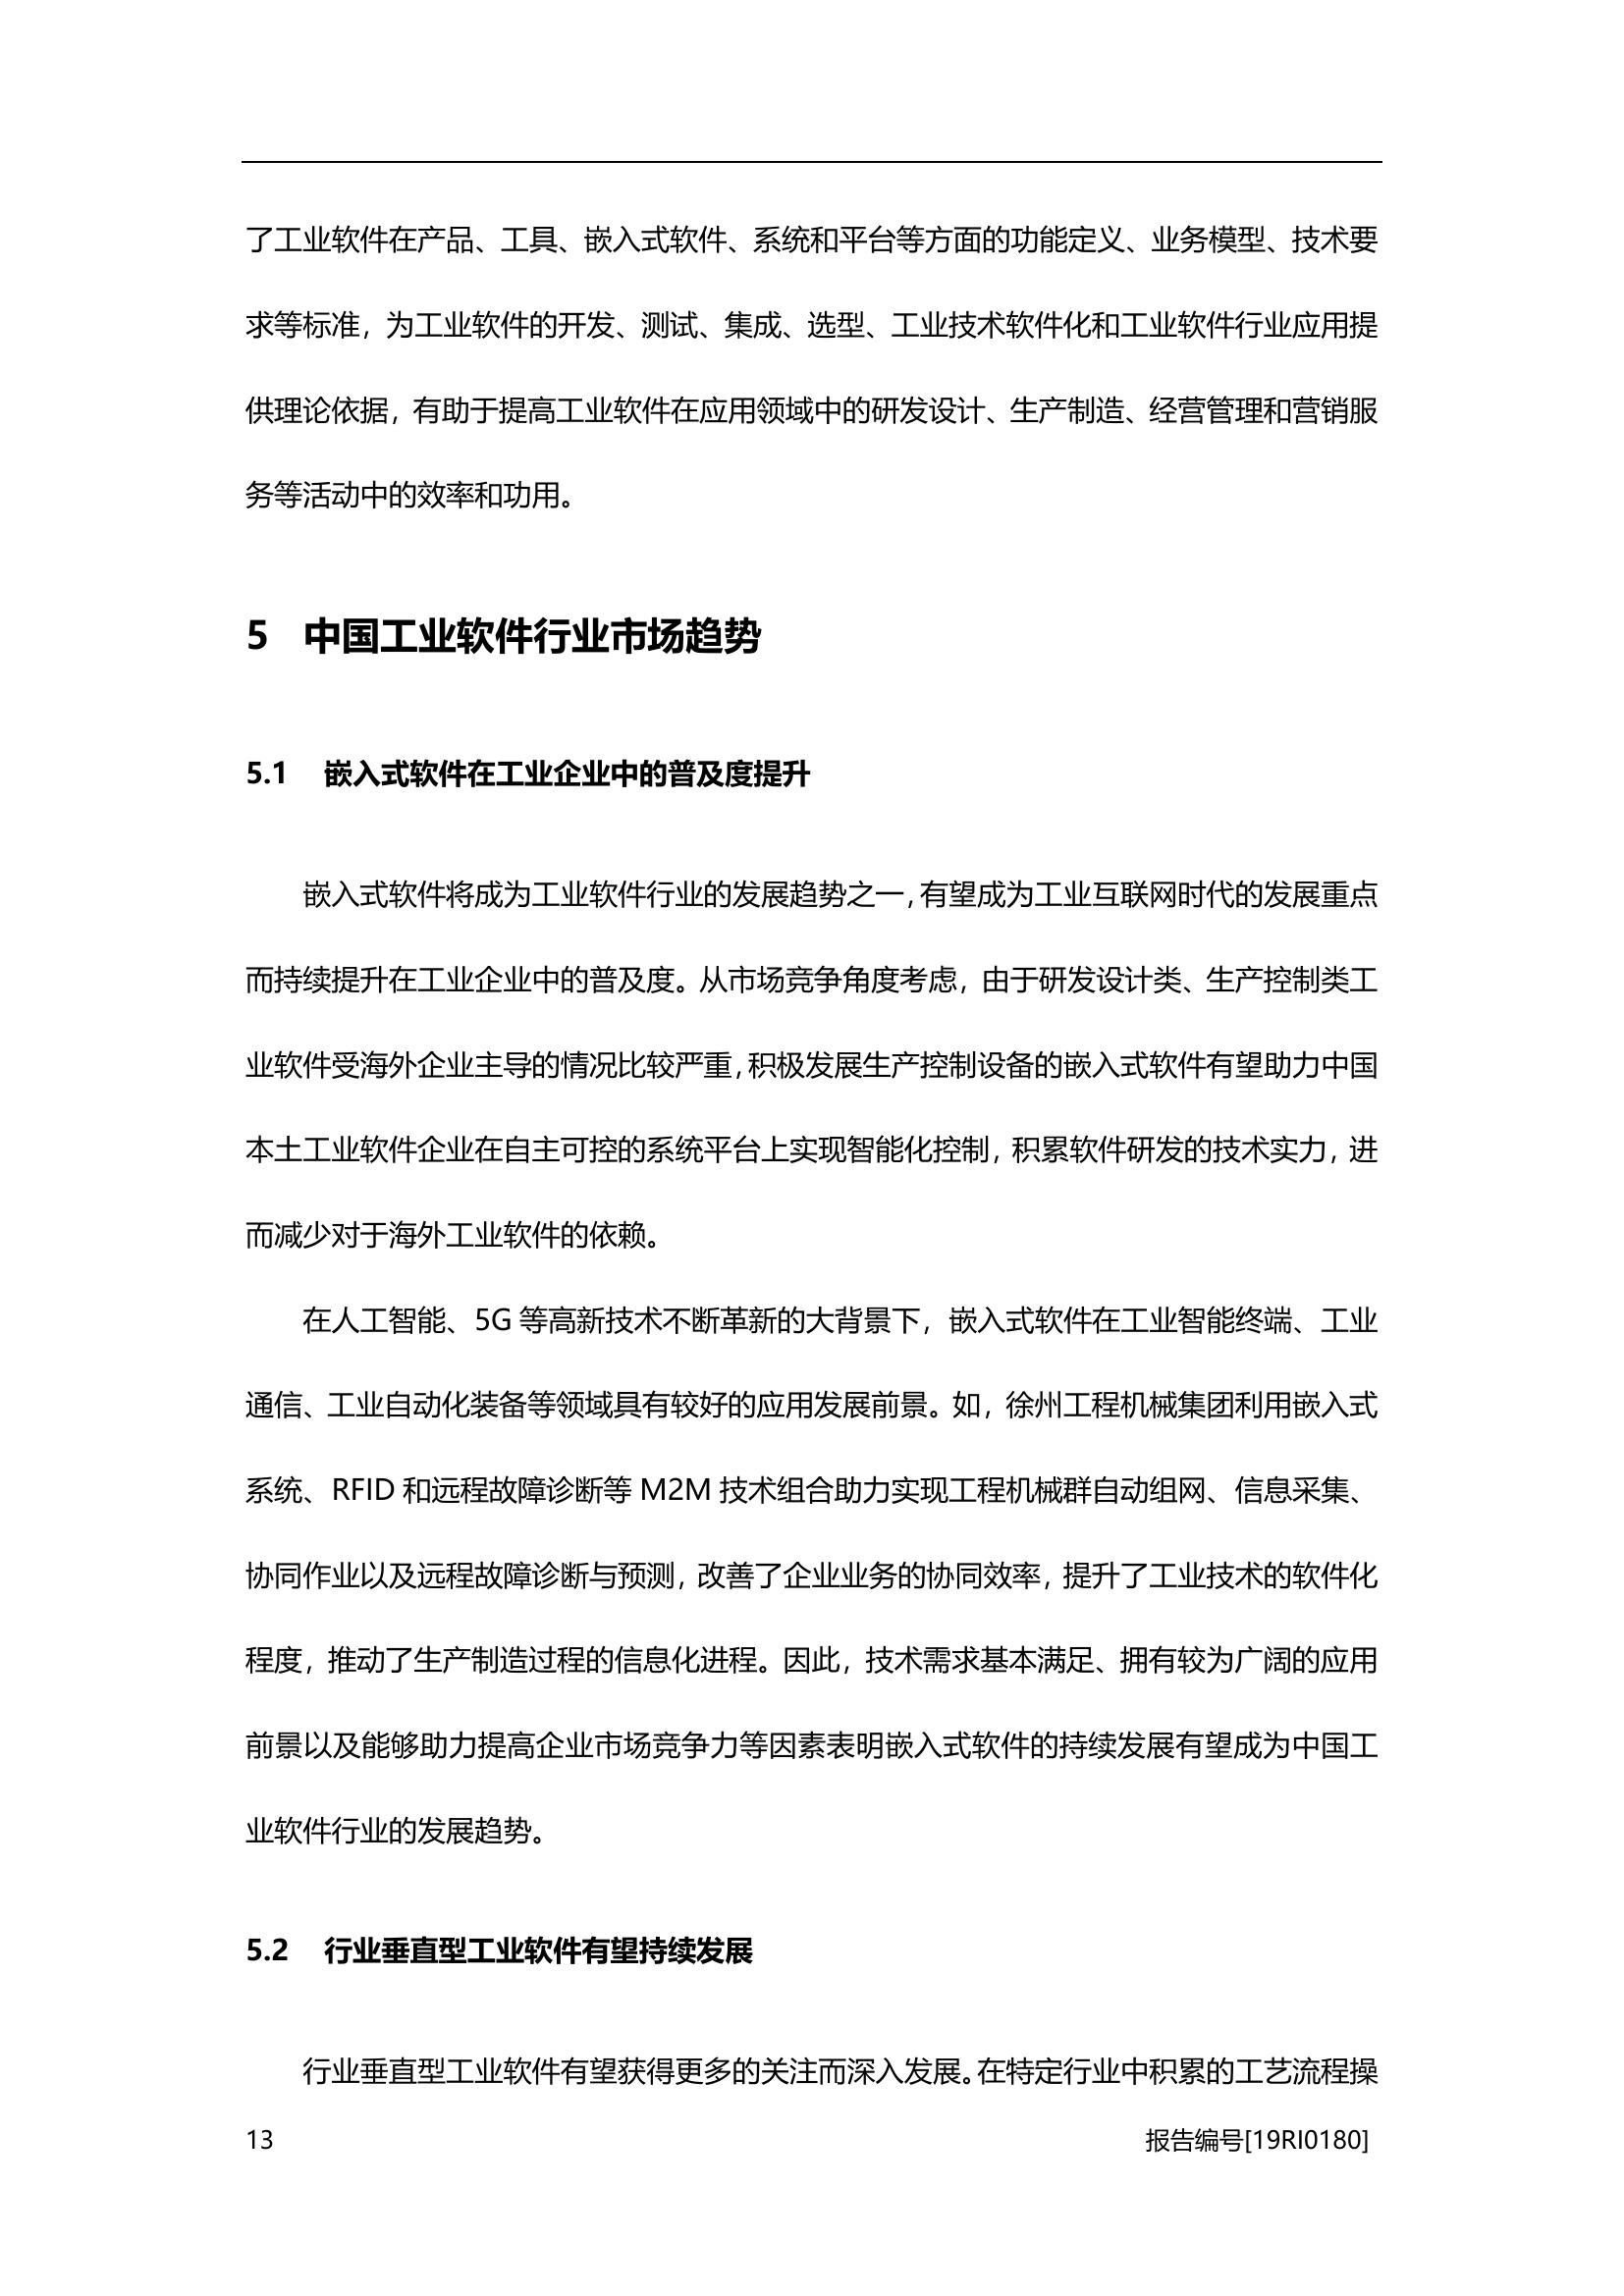 了工业软件在产品、工具、嵌入式软件、系统和平台等方面的功能定义、业务模型、技术要
求等标准，为工业软件的开发、测试、集成、选型、工业技术软件化和工业软件行业应用提
供理论依据，有助于提高工业软件在应用领域中的研发设计、生产制造、经营管理和营销服
务等活动中的效率和功用。
5 中国工业软件行业市场趋势
5.1 嵌入式软件在工业企业中的普及度提升
嵌入式软件将成为工业软件行业的发展趋势之一，有望成为工业互联网时代的发展重点
而持续提升在工业企业中的普及度。从市场竞争角度考虑，由于研发设计类、生产控制类工
业软件受海外企业主导的情况比较严重，积极发展生产控制设备的嵌入式软件有望助力中国
本土工业软件企业在自主可控的系统平台上实现智能化控制，积累软件研发的技术实力，进
而减少对于海外工业软件的依赖。
在人工智能、5G 等高新技术不断革新的大背景下，嵌入式软件在工业智能终端、工业
通信、工业自动化装备等领域具有较好的应用发展前景。如，徐州工程机械集团利用嵌入式
系统、RFID 和远程故障诊断等 M2M 技术组合助力实现工程机械群自动组网、信息采集、
协同作业以及远程故障诊断与预测，改善了企业业务的协同效率，提升了工业技术的软件化
程度，推动了生产制造过程的信息化进程。因此，技术需求基本满足、拥有较为广阔的应用
前景以及能够助力提高企业市场竞争力等因素表明嵌入式软件的持续发展有望成为中国工
业软件行业的发展趋势。
5.2 行业垂直型工业软件有望持续发展
行业垂直型工业软件有望获得更多的关注而深入发展。在特定行业中积累的工艺流程操
13 报告编号[19RI0180]